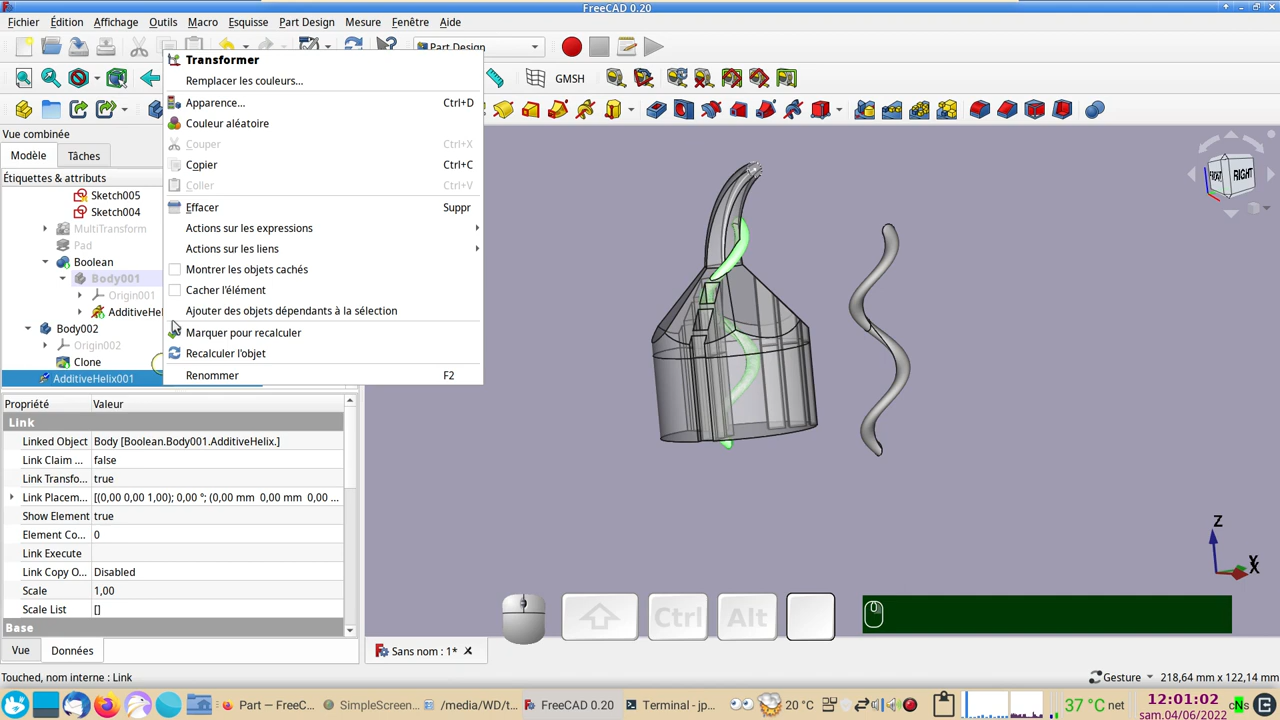 FreeCAD 0.20
Fichier Édition Affichage Outils Macro Esquisse Part Design Mesure Fenêtre Aide
Part Design
GMSH
Vue combinée
Modèle Tâches
Étiquettes & attributs
Sketch005
Sketch004
MultiTransform
Pad
Boolean
Body001
Origin001
AdditiveHe
Body002
Origin002
Clone
AdditiveHelix001
Transformer
Remplacer les couleurs...
Apparence... Ctrl+D
Couleur aléatoire
Couper Ctrl+X
Copier Ctrl+C
Coller Ctrl+V
Effacer Suppr
Actions sur les expressions
Actions sur les liens
Montrer les objets cachés
Cacher l'élément
Ajouter des objets dépendants à la sélection
Marquer pour recalculer
Recalculer l'objet
Renommer F2
Propriété Valeur
Link
Linked Object Body [Boolean.Body001.AdditiveHelix.]
Link Claim ... false
Link Transfo... true
Link Placem... [(0,00 0,00 1,00); 0,00 °; (0,00 mm 0,00 mm 0,00 ...
Show Element true
Element Co... 0
Link Execute
Link Copy O... Disabled
Scale 1,00
Scale List []
Base
Vue Données
FRONT RIGHT
Z
Y
X
Ctrl Alt
Sans nom : 1*
Touched, nom interne : Link
Gesture 218,64 mm x 122,14 mm
Part — FreeC...
SimpleScreen...
/media/WD/t...
FreeCAD 0.20
Terminal - jp...
20 °C
37 °C net
12:01:02
sam.04/06/2022